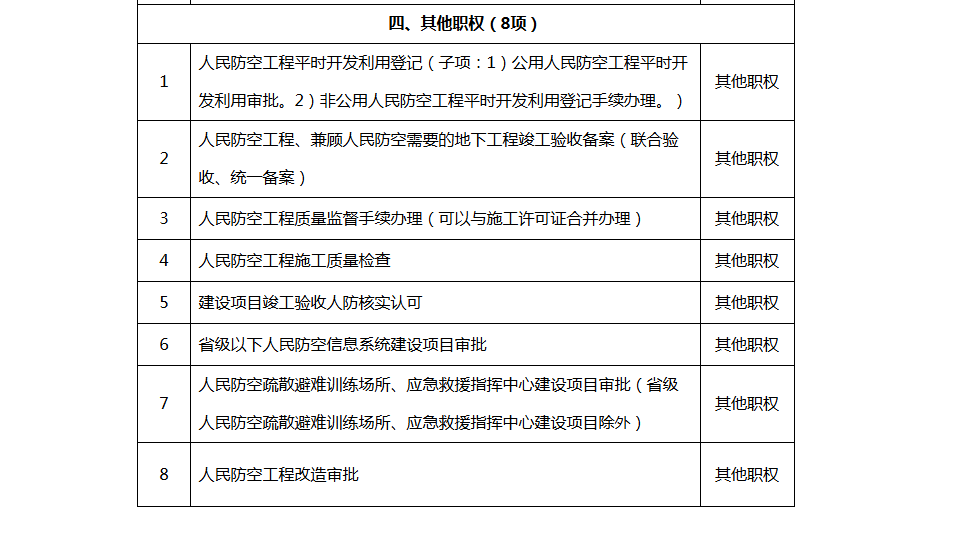 四、其他职权（8项）
1
人民防空工程平时开发利用登记（子项：1）公用人民防空工程平时开
发利用审批。2）非公用人民防空工程平时开发利用登记手续办理。）
其他职权
2
人民防空工程、兼顾人民防空需要的地下工程竣工验收备案（联合验
收、统一备案）
其他职权
3
人民防空工程质量监督手续办理（可以与施工许可证合并办理）
其他职权
4
人民防空工程施工质量检查
其他职权
5
建设项目竣工验收人防核实认可
其他职权
6
省级以下人民防空信息系统建设项目审批
其他职权
7
人民防空疏散避难训练场所、应急救援指挥中心建设项目审批（省级
人民防空疏散避难训练场所、应急救援指挥中心建设项目除外）
其他职权
8
人民防空工程改造审批
其他职权